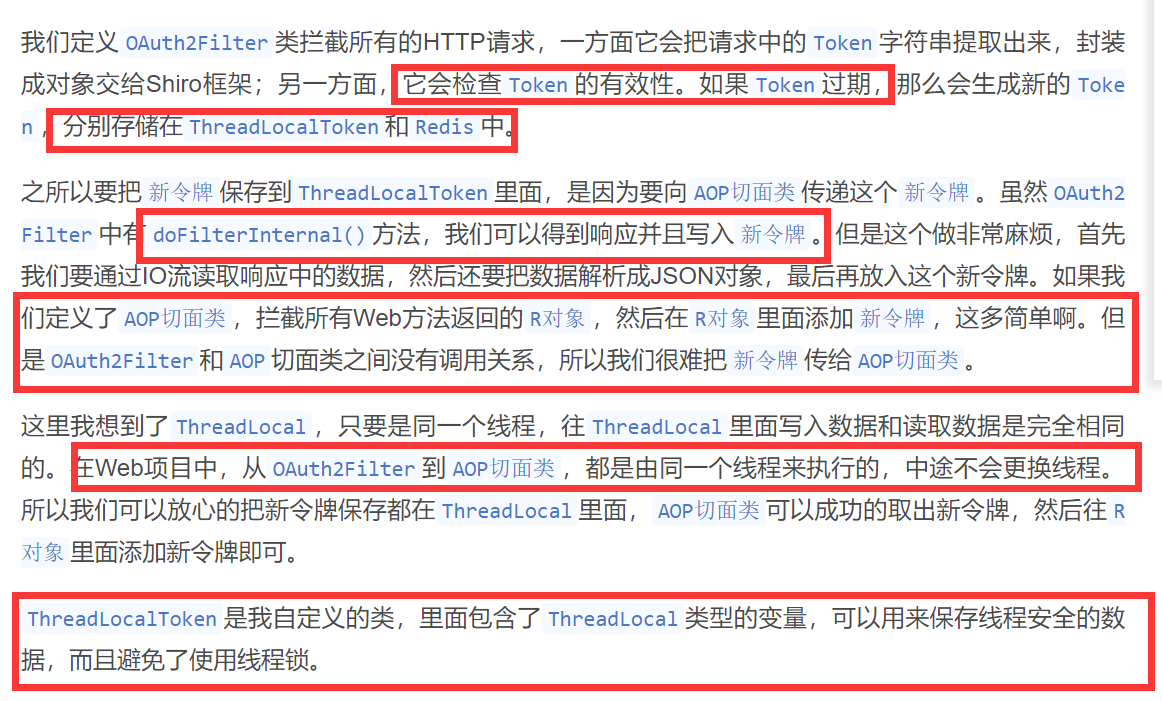 我们定义 OAuth2Filter 类拦截所有的HTTP请求，一方面它会把请求中的 Token 字符串提取出来，封装
成对象交给Shiro框架；另一方面，它会检查 Token 的有效性。如果 Token 过期，那么会生成新的 Toke
n ，分别存储在 ThreadLocalToken 和 Redis 中。
之所以要把 新令牌 保存到 ThreadLocalToken 里面，是因为要向 AOP切面类 传递这个 新令牌 。虽然 OAuth2
Filter 中有 doFilterInternal() 方法，我们可以得到响应并且写入 新令牌 。但是这个做非常麻烦，首先
我们要通过IO流读取响应中的数据，然后还要把数据解析成JSON对象，最后再放入这个新令牌。如果我
们定义了 AOP切面类 ，拦截所有Web方法返回的 R对象 ，然后在 R对象 里面添加 新令牌 ，这多简单啊。但
是 OAuth2Filter 和 AOP 切面类之间没有调用关系，所以我们很难把 新令牌 传给 AOP切面类 。
这里我想到了 ThreadLocal ，只要是同一个线程，往 ThreadLocal 里面写入数据和读取数据是完全相同
的。在Web项目中，从 OAuth2Filter 到 AOP切面类 ，都是由同一个线程来执行的，中途不会更换线程。
所以我们可以放心的把新令牌保存都在 ThreadLocal 里面， AOP切面类 可以成功的取出新令牌，然后往 R
对象 里面添加新令牌即可。
ThreadLocalToken 是我自定义的类，里面包含了 ThreadLocal 类型的变量，可以用来保存线程安全的数
据，而且避免了使用线程锁。